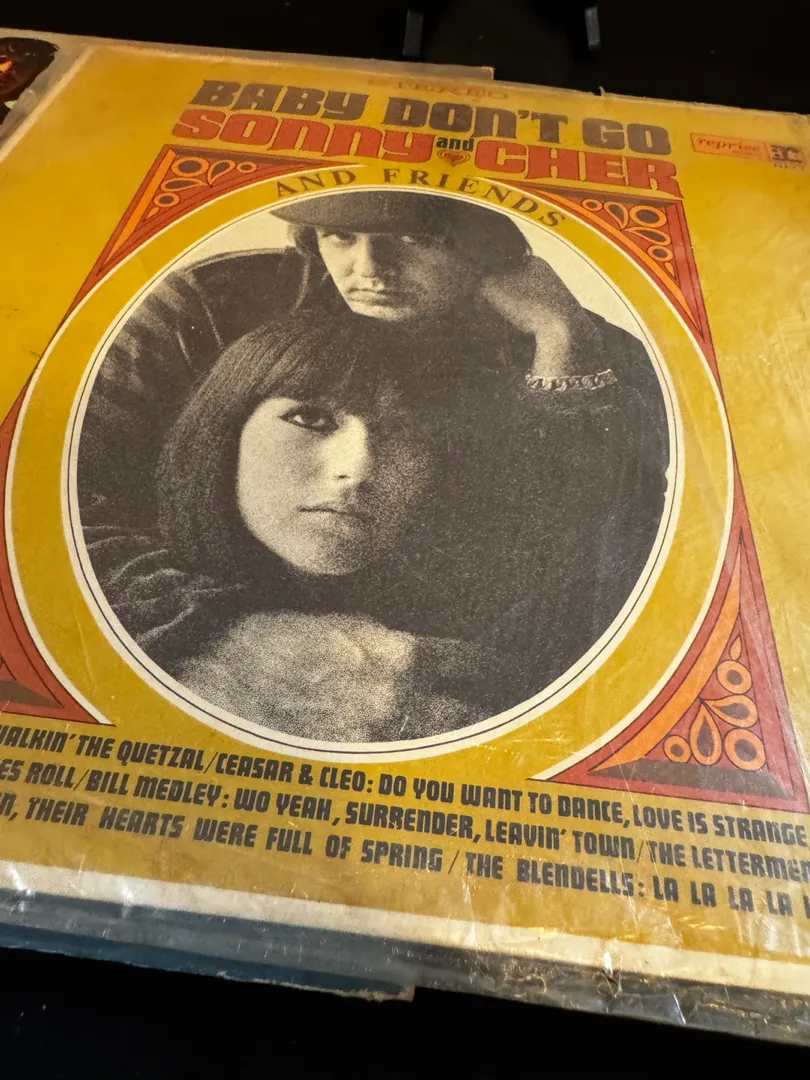 STEREO
BABY DON'T GO
SONNY and CHER
reprise
AND FRIENDS
WALKIN' THE QUETZAL/CEASAR & CLEO: DO YOU WANT TO DANCE, LOVE IS STRANGE
ES ROLL/BILL MEDLEY: WO YEAH, SURRENDER, LEAVIN' TOWN/THE LETTERMEN
N, THEIR HEARTS WERE FULL OF SPRING / THE BLENDELLS: LA LA LA LA